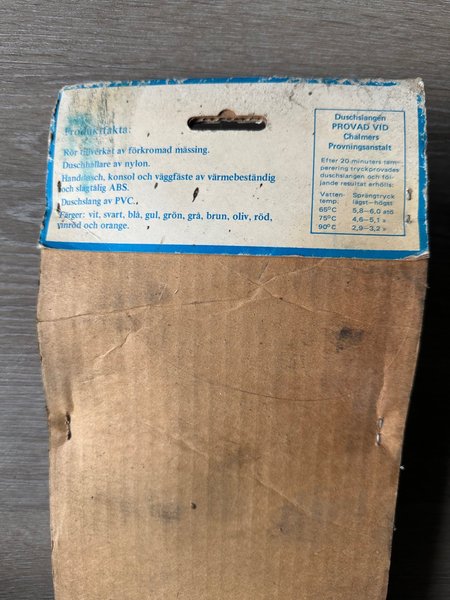 Produktfakta:
Rör tillverkat av förkromad mässing.
Duschhållare av nylon.
Handdusch, konsol och väggfäste av värmebeständig
och slagtålig ABS.
Duschslang av PVC.
Färger: vit, svart, blå, gul, grön, grå, brun, oliv, röd,
vinröd och orange.
Duschslangen
PROVAD VID
Chalmers
Provningsanstalt
Efter 20 minuters tem-
perering tryckprovades
duschslangen och föl-
jande resultat erhölls:
Vatten- Sprängtryck
temp. lägst–högst
65°C 5,8–6,0 atö
75°C 4,6–5,1 »
90°C 2,9–3,2 »